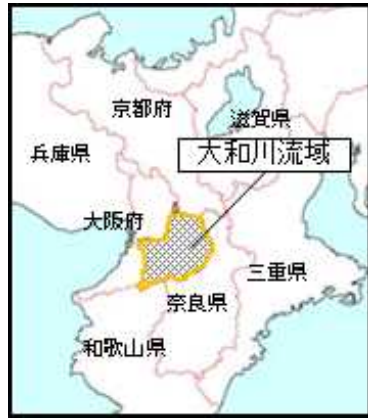 京都府
滋賀県
兵庫県
大和川流域
大阪府
三重県
奈良県
和歌山県